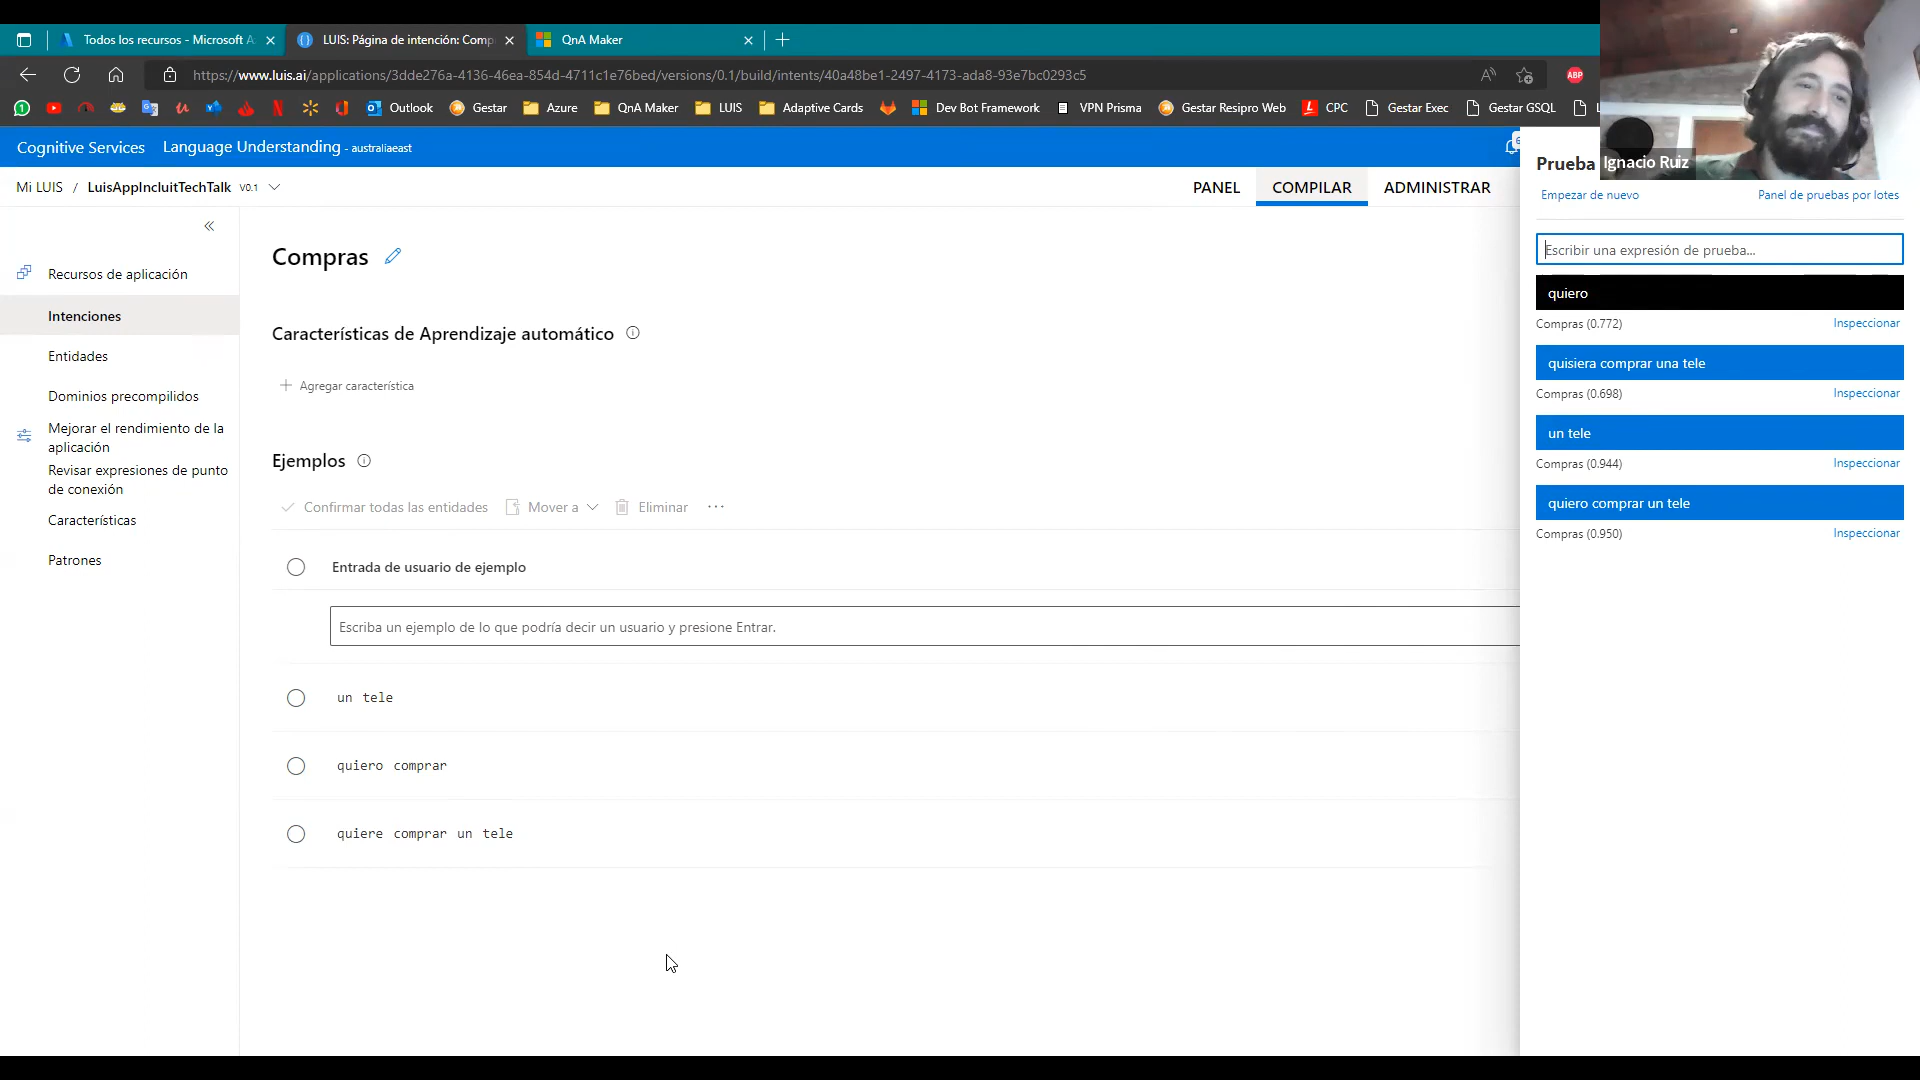 Todos los recursos - Microsoft A
LUIS: Página de intención: Comp
QnA Maker
https://www.luis.ai/applications/3dde276a-4136-46ea-854d-4711c1e76bed/versions/0.1/build/intents/40a48be1-2497-4173-ada8-93e7bc0293c5
ABP
Outlook
Gestar
Azure
QnA Maker
LUIS
Adaptive Cards
Dev Bot Framework
VPN Prisma
Gestar Resipro Web
CPC
Gestar Exec
Gestar GSQL
Cognitive Services
Language Understanding - australiaeast
Mi LUIS / LuisAppIncluitTechTalk V0.1
PANEL
COMPILAR
ADMINISTRAR
Prueba
Ignacio Ruiz
Empezar de nuevo
Panel de pruebas por lotes
Recursos de aplicación
Intenciones
Entidades
Dominios precompilidos
Mejorar el rendimiento de la
aplicación
Revisar expresiones de punto
de conexión
Características
Patrones
Compras
Características de Aprendizaje automático
Agregar característica
Ejemplos
Confirmar todas las entidades
Mover a
Eliminar
Entrada de usuario de ejemplo
Escriba un ejemplo de lo que podría decir un usuario y presione Entrar.
un tele
quiero comprar
quiere comprar un tele
Escribir una expresión de prueba...
quiero
Compras (0.772)
Inspeccionar
quisiera comprar una tele
Compras (0.698)
Inspeccionar
un tele
Compras (0.944)
Inspeccionar
quiero comprar un tele
Compras (0.950)
Inspeccionar